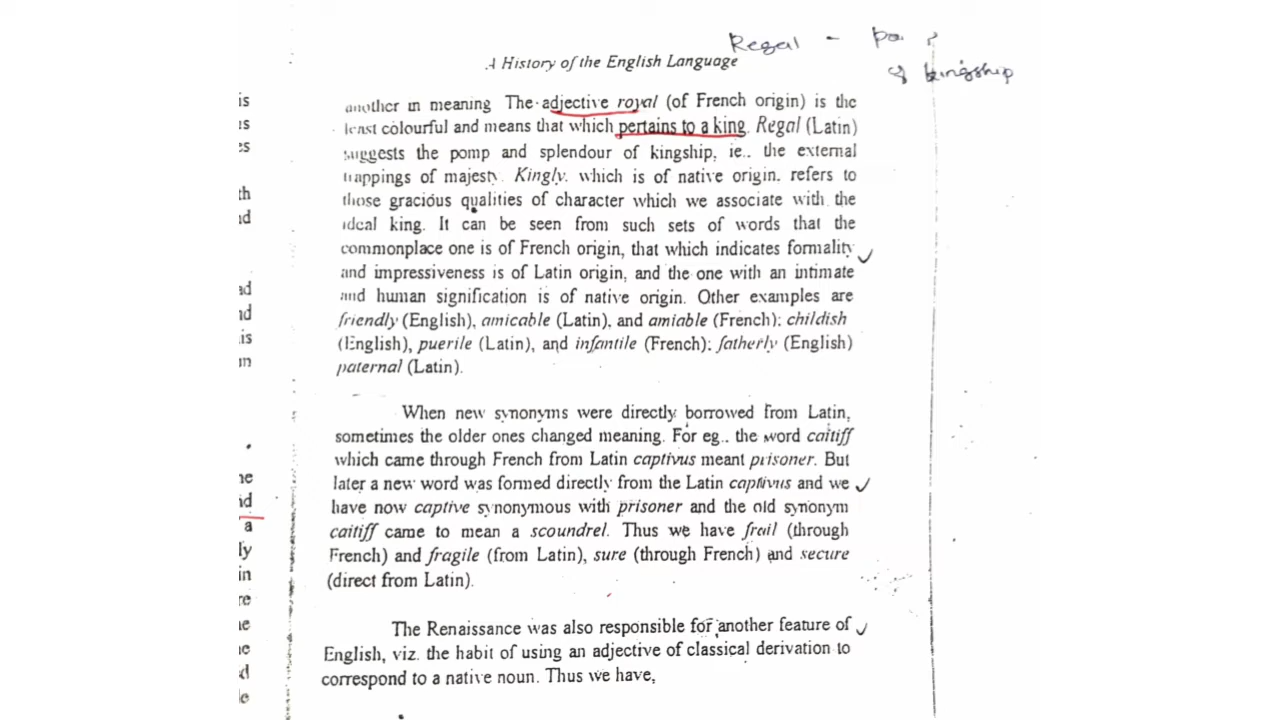 Regal -
of kingship
A History of the English Language
another in meaning The adjective royal (of French origin) is the
least colourful and means that which pertains to a king. Regal (Latin)
suggests the pomp and splendour of kingship, ie.. the external
trappings of majesty. Kingly. which is of native origin. refers to
those gracious qualities of character which we associate with the
ideal king. It can be seen from such sets of words that the
commonplace one is of French origin, that which indicates formality
and impressiveness is of Latin origin, and the one with an intimate
and human signification is of native origin. Other examples are
friendly (English), amicable (Latin), and amiable (French); childish
(English), puerile (Latin), and infantile (French): fatherly (English)
paternal (Latin).
When new synonyms were directly borrowed from Latin,
sometimes the older ones changed meaning. For eg., the word caitiff
which came through French from Latin captivus meant prisoner. But
later a new word was formed directly from the Latin captivus and we
have now captive synonymous with prisoner and the old synonym
caitiff came to mean a scoundrel. Thus we have frail (through
French) and fragile (from Latin), sure (through French) and secure
(direct from Latin).
The Renaissance was also responsible for another feature of
English, viz. the habit of using an adjective of classical derivation to
correspond to a native noun. Thus we have,